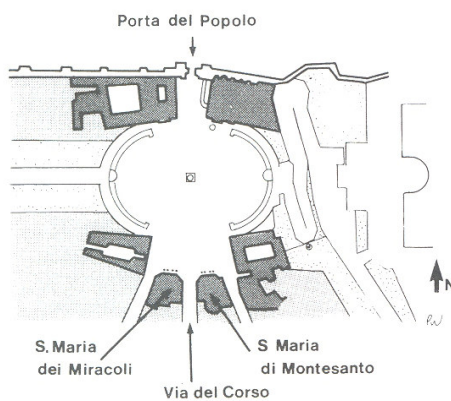 Porta del Popolo
N
S. Maria
dei Miracoli
S Maria
di Montesanto
Via del Corso